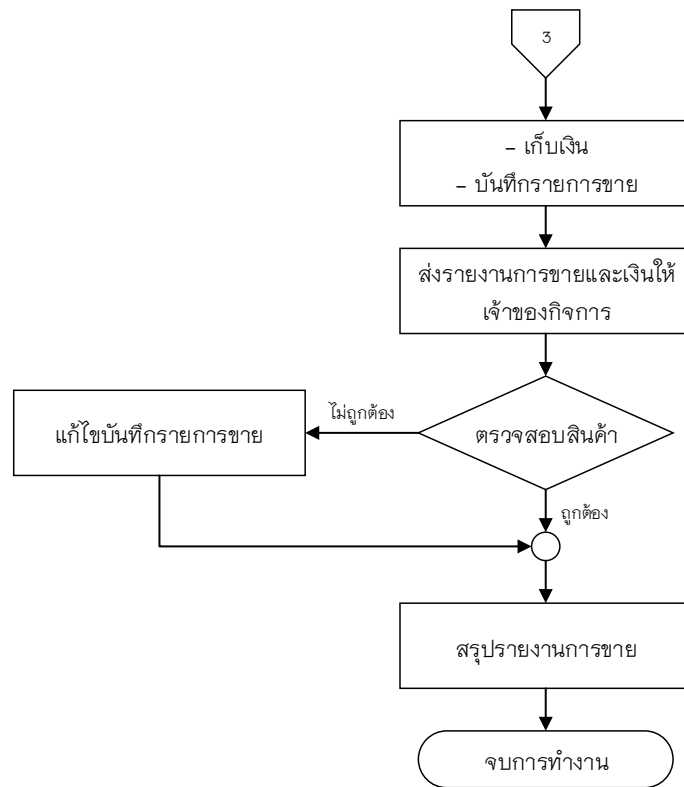 3
- เก็บเงิน
- บันทึกรายการขาย
ส่งรายงานการขายและเงินให้
เจ้าของกิจการ
ตรวจสอบสินค้า
ไม่ถูกต้อง
แก้ไขบันทึกรายการขาย
ถูกต้อง
สรุปรายงานการขาย
จบการทำงาน